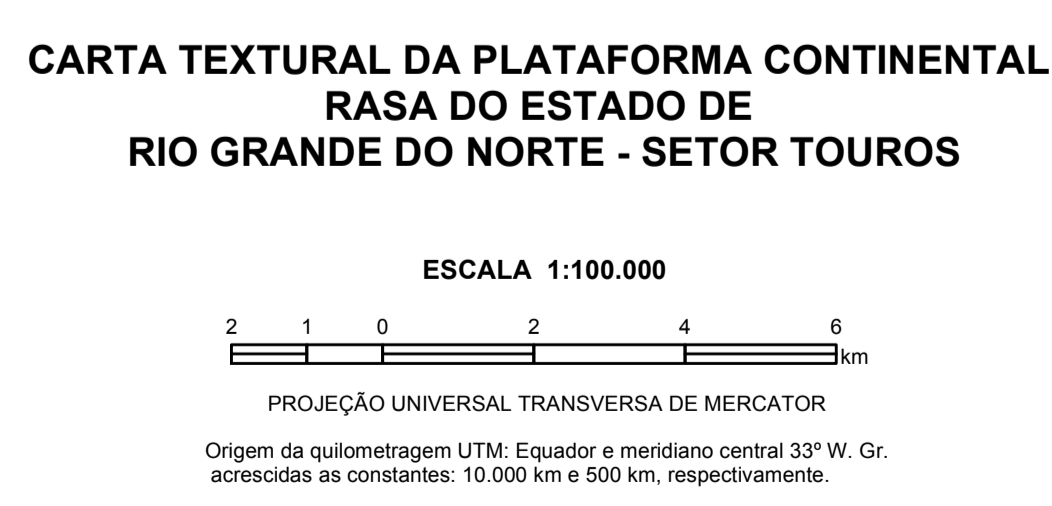 CARTA TEXTURAL DA PLATAFORMA CONTINENTAL
RASA DO ESTADO DE
RIO GRANDE DO NORTE - SETOR TOUROS
ESCALA 1:100.000
2 1 0 2 4 6
km
PROJEÇÃO UNIVERSAL TRANSVERSA DE MERCATOR
Origem da quilometragem UTM: Equador e meridiano central 33º W. Gr.
acrescidas as constantes: 10.000 km e 500 km, respectivamente.